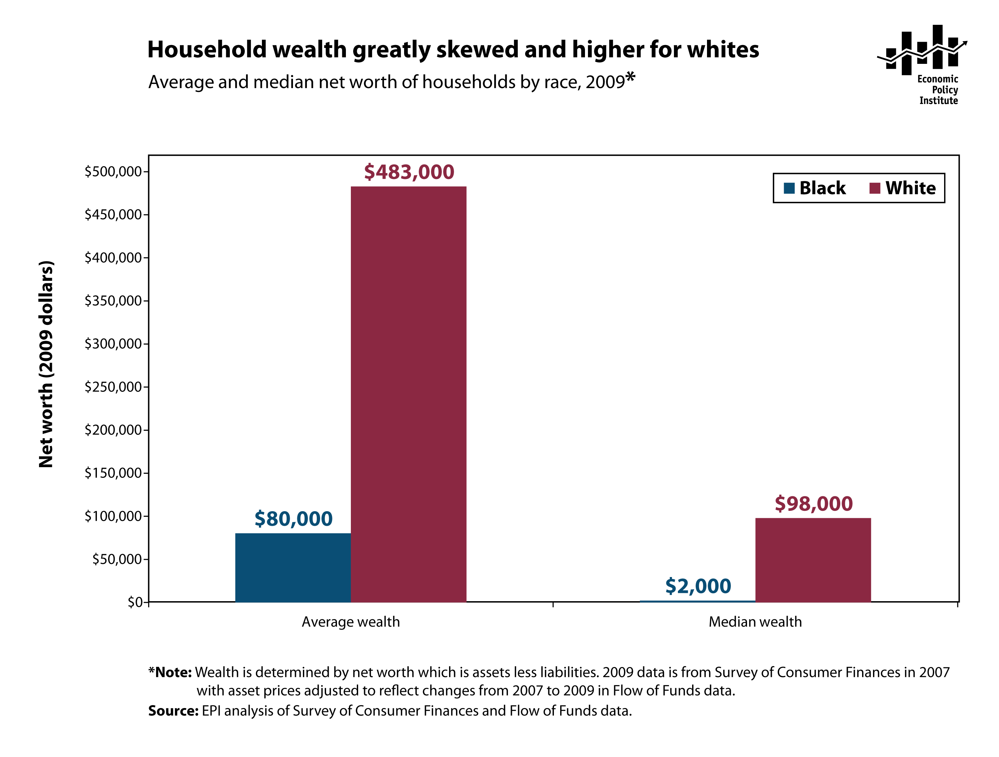 Household wealth greatly skewed and higher for whites
Average and median net worth of households by race, 2009*
Economic
Policy
Institute
Net worth (2009 dollars)
$500,000
$450,000
$400,000
$350,000
$300,000
$250,000
$200,000
$150,000
$100,000
$50,000
$0
$483,000
Black White
$80,000
$98,000
$2,000
Average wealth
Median wealth
*Note: Wealth is determined by net worth which is assets less liabilities. 2009 data is from Survey of Consumer Finances in 2007
with asset prices adjusted to reflect changes from 2007 to 2009 in Flow of Funds data.
Source: EPI analysis of Survey of Consumer Finances and Flow of Funds data.